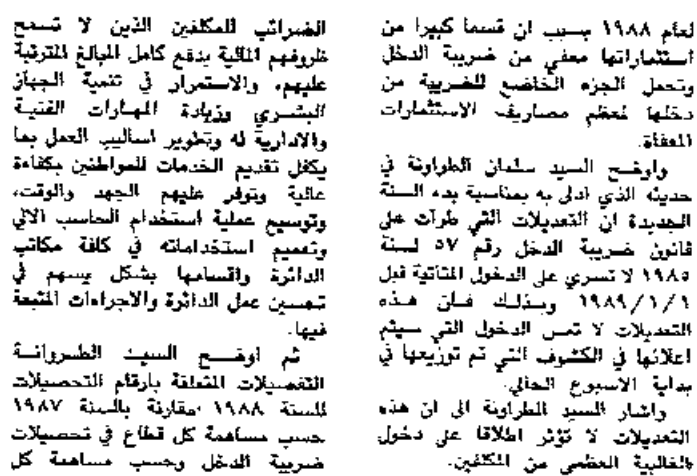 لعام ١٩٨٨ بسبب ان قسما كبيرا من
استثماراتها معفي من ضريبة الدخل
وتحمل الجزء الخاضع للضريبة من
دخلها لمعظم مصاريف الاستثمارات
المعفاة.
واوضح السيد سلمان الطراونة في
حديثه الذي ادلى به بمناسبة بدء السنة
الجديدة ان التعديلات التي طرأت على
قانون ضريبة الدخل رقم ٥٧ لسنة
١٩٨٥ لا تسري على الدخول المتأتية قبل
١٩٨٩/١/١ وبذلك فان هذه
التعديلات لا تمس الدخول التي سيتم
اعلانها في الكشوف التي تم توزيعها في
بداية الاسبوع الحالي.
واشار السيد الطراونة الى ان هذه
التعديلات لا تؤثر اطلاقا على دخول
الغالبية العظمى من المكلفين.
الضرائب للمكلفين الذين لا تسمح
ظروفهم المالية بدفع كامل المبالغ المترتبة
عليهم، والاستمرار في تنمية الجهاز
البشري وزيادة المهارات الفنية
والادارية له وتطوير اساليب العمل بما
يكفل تقديم الخدمات للمواطنين بكفاءة
عالية وتوفر عليهم الجهد والوقت،
وتوسيع عملية استخدام الحاسب الالي
وتعميم استخداماته في كافة مكاتب
الدائرة واقسامها بشكل يسهم في
تحسين عمل الدائرة والاجراءات المتبعة
فيها.
ثم اوضح السيد الطراونة
التفصيلات المتعلقة بارقام التحصيلات
للسنة ١٩٨٨ مقارنة بالسنة ١٩٨٧
حسب مساهمة كل قطاع في تحصيلات
ضريبة الدخل وحسب مساهمة كل